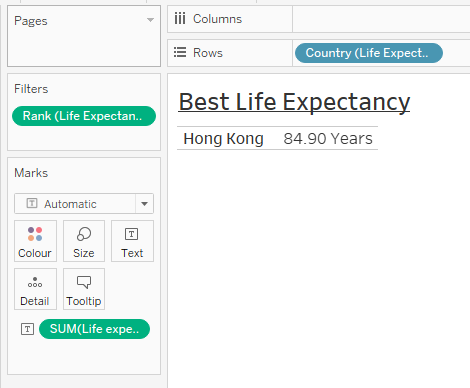 Pages
Columns
Rows
Country (Life Expect..
Filters
Rank (Life Expectan..
Best Life Expectancy
Hong Kong 84.90 Years
Marks
T Automatic
Colour Size T Text
Detail Tooltip
T SUM(Life expe..